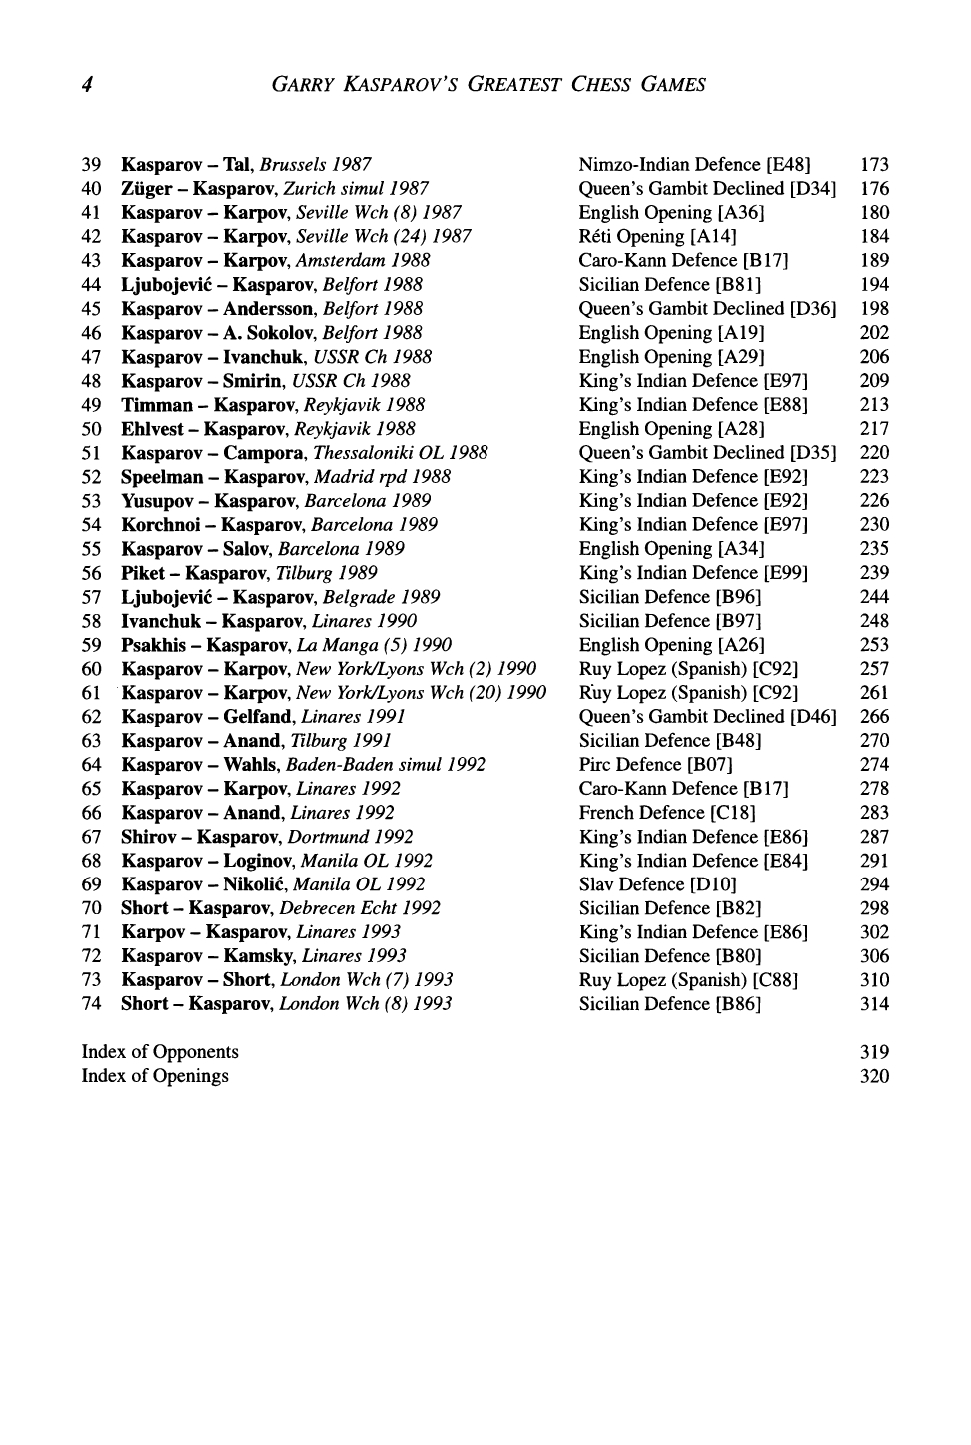 4 GARRY KASPAROV'S GREATEST CHESS GAMES
39 Kasparov – Tal, Brussels 1987 Nimzo-Indian Defence [E48] 173
40 Züger – Kasparov, Zurich simul 1987 Queen's Gambit Declined [D34] 176
41 Kasparov – Karpov, Seville Wch (8) 1987 English Opening [A36] 180
42 Kasparov – Karpov, Seville Wch (24) 1987 Réti Opening [A14] 184
43 Kasparov – Karpov, Amsterdam 1988 Caro-Kann Defence [B17] 189
44 Ljubojević – Kasparov, Belfort 1988 Sicilian Defence [B81] 194
45 Kasparov – Andersson, Belfort 1988 Queen's Gambit Declined [D36] 198
46 Kasparov – A. Sokolov, Belfort 1988 English Opening [A19] 202
47 Kasparov – Ivanchuk, USSR Ch 1988 English Opening [A29] 206
48 Kasparov – Smirin, USSR Ch 1988 King's Indian Defence [E97] 209
49 Timman – Kasparov, Reykjavik 1988 King's Indian Defence [E88] 213
50 Ehlvest – Kasparov, Reykjavik 1988 English Opening [A28] 217
51 Kasparov – Campora, Thessaloniki OL 1988 Queen's Gambit Declined [D35] 220
52 Speelman – Kasparov, Madrid rpd 1988 King's Indian Defence [E92] 223
53 Yusupov – Kasparov, Barcelona 1989 King's Indian Defence [E92] 226
54 Korchnoi – Kasparov, Barcelona 1989 King's Indian Defence [E97] 230
55 Kasparov – Salov, Barcelona 1989 English Opening [A34] 235
56 Piket – Kasparov, Tilburg 1989 King's Indian Defence [E99] 239
57 Ljubojević – Kasparov, Belgrade 1989 Sicilian Defence [B96] 244
58 Ivanchuk – Kasparov, Linares 1990 Sicilian Defence [B97] 248
59 Psakhis – Kasparov, La Manga (5) 1990 English Opening [A26] 253
60 Kasparov – Karpov, New York/Lyons Wch (2) 1990 Ruy Lopez (Spanish) [C92] 257
61 Kasparov – Karpov, New York/Lyons Wch (20) 1990 Ruy Lopez (Spanish) [C92] 261
62 Kasparov – Gelfand, Linares 1991 Queen's Gambit Declined [D46] 266
63 Kasparov – Anand, Tilburg 1991 Sicilian Defence [B48] 270
64 Kasparov – Wahls, Baden-Baden simul 1992 Pirc Defence [B07] 274
65 Kasparov – Karpov, Linares 1992 Caro-Kann Defence [B17] 278
66 Kasparov – Anand, Linares 1992 French Defence [C18] 283
67 Shirov – Kasparov, Dortmund 1992 King's Indian Defence [E86] 287
68 Kasparov – Loginov, Manila OL 1992 King's Indian Defence [E84] 291
69 Kasparov – Nikolić, Manila OL 1992 Slav Defence [D10] 294
70 Short – Kasparov, Debrecen Echt 1992 Sicilian Defence [B82] 298
71 Karpov – Kasparov, Linares 1993 King's Indian Defence [E86] 302
72 Kasparov – Kamsky, Linares 1993 Sicilian Defence [B80] 306
73 Kasparov – Short, London Wch (7) 1993 Ruy Lopez (Spanish) [C88] 310
74 Short – Kasparov, London Wch (8) 1993 Sicilian Defence [B86] 314
Index of Opponents 319
Index of Openings 320